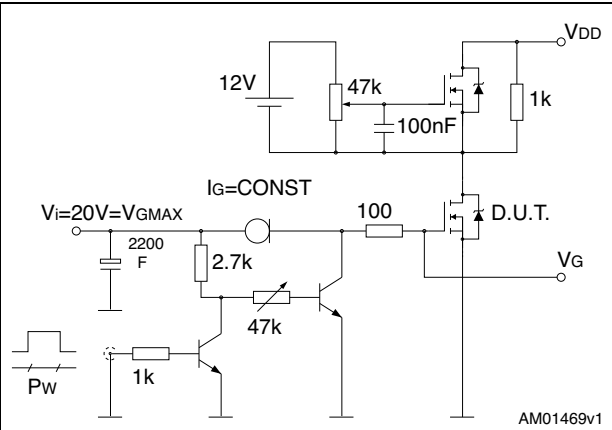 VDD
12V
47k
1k
100nF
IG=CONST
Vi=20V=VGMAX
100
D.U.T.
2200
F
2.7k
VG
47k
1k
PW
AM01469v1